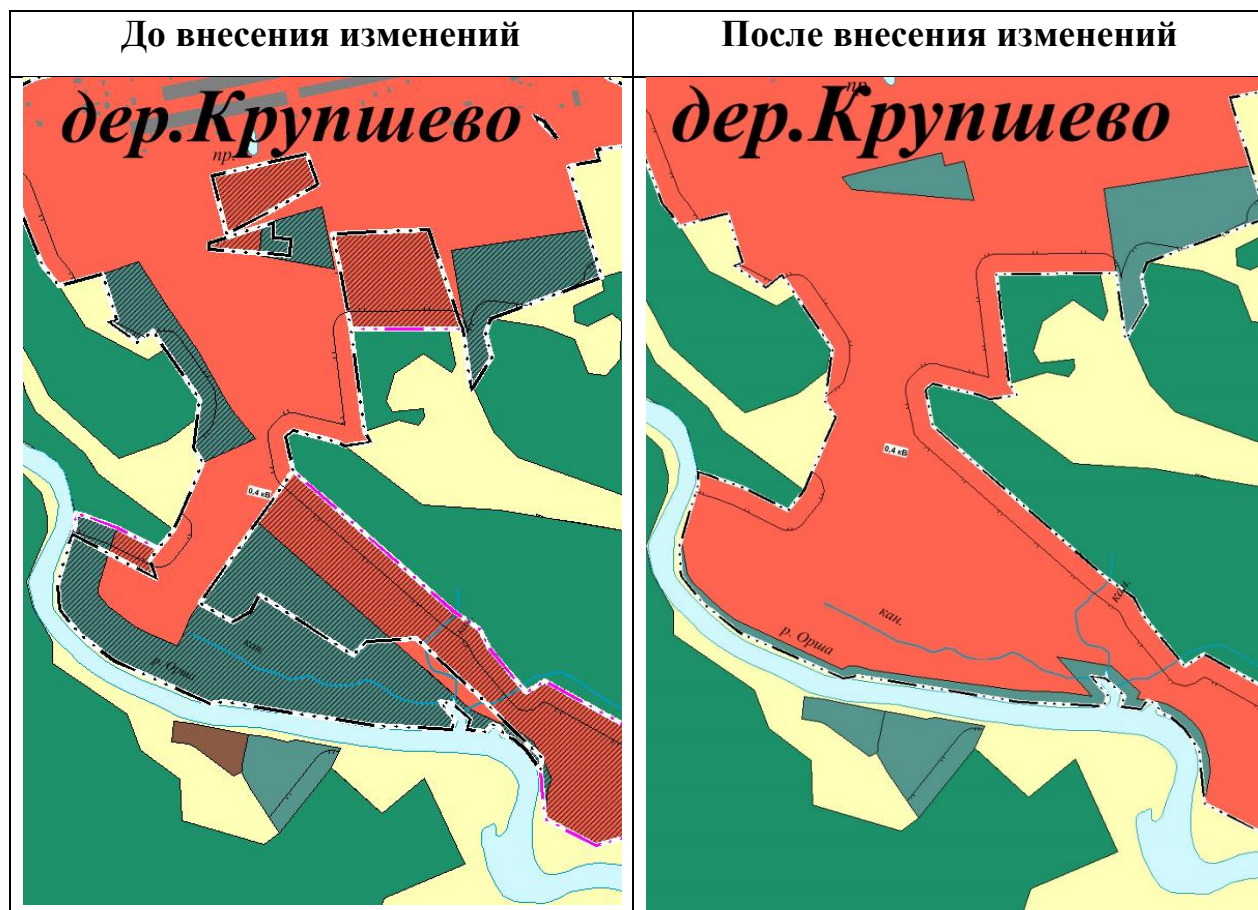 До внесения изменений
После внесения изменений
дер.Крупшево
пр.
0,4 кВ
кан.
р. Орша
дер.Крупшево
пр.
0,4 кВ
кан.
кан.
р. Орша